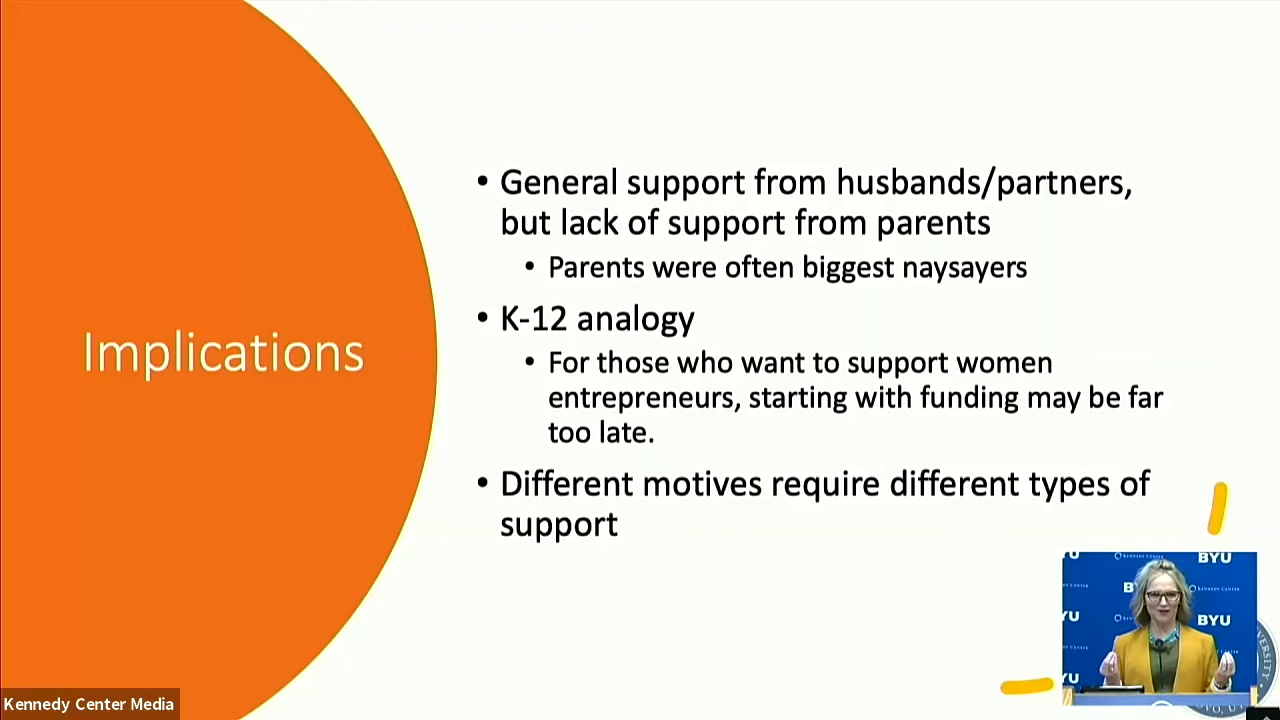 Implications
• General support from husbands/partners,
but lack of support from parents
• Parents were often biggest naysayers
• K-12 analogy
• For those who want to support women
entrepreneurs, starting with funding may be far
too late.
• Different motives require different types of
support
BYU
KENNEDY CENTER
BYU
Kennedy Center Media